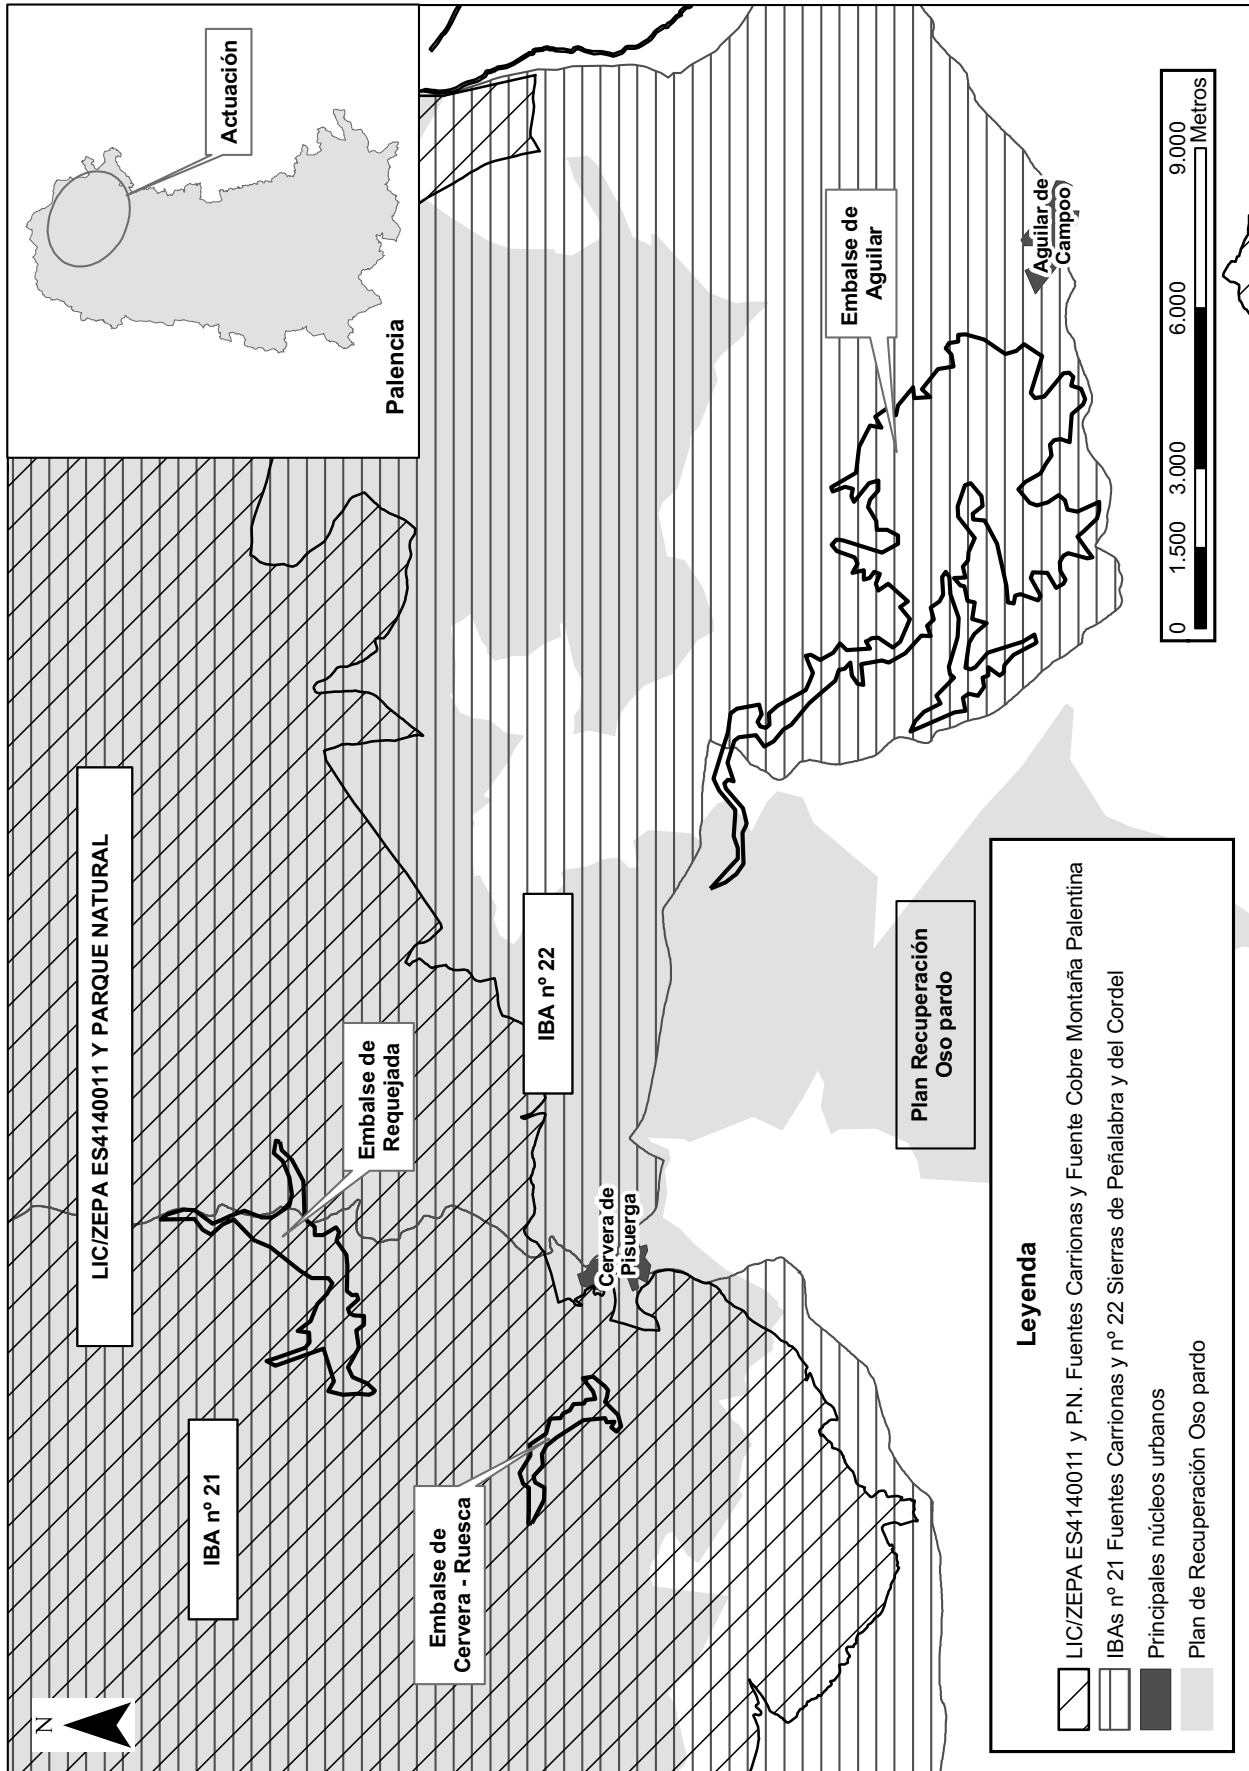 N
LIC/ZEPA ES4140011 Y PARQUE NATURAL
Actuación
Palencia
IBA nº 21
Embalse de
Requejada
Embalse de
Cervera - Ruesca
IBA nº 22
Cervera de
Pisuerga
Embalse de
Aguilar
Aguilar de
Campoo
Plan Recuperación
Oso pardo
Leyenda
LIC/ZEPA ES4140011 y P.N. Fuentes Carrionas y Fuente Cobre Montaña Palentina
IBAs nº 21 Fuentes Carrionas y nº 22 Sierras de Peñalabra y del Cordel
Principales núcleos urbanos
Plan de Recuperación Oso pardo
0 1.500 3.000 6.000 9.000
Metros